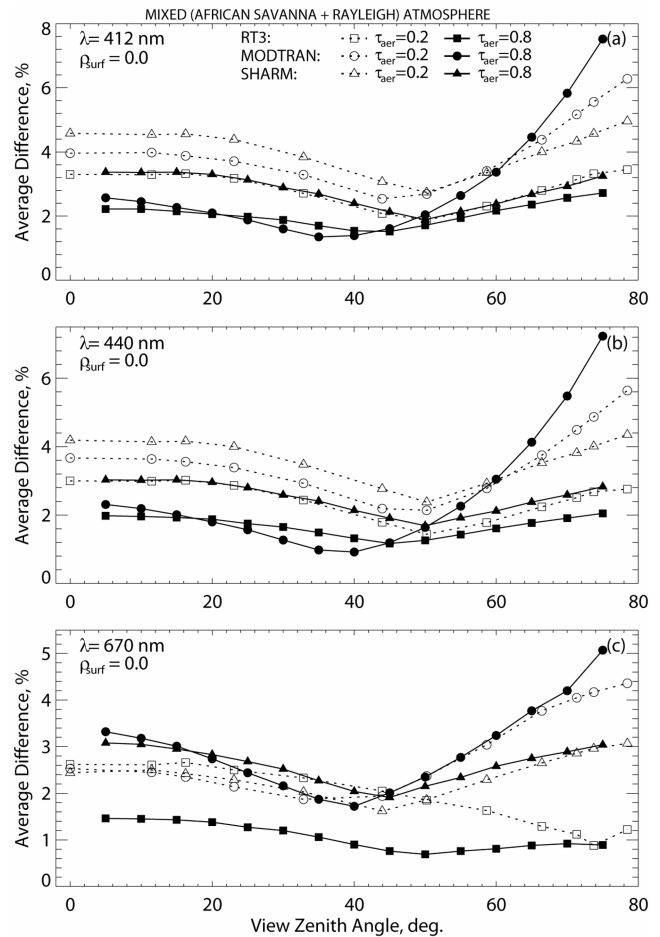 MIXED (AFRICAN SAVANNA + RAYLEIGH) ATMOSPHERE
λ= 412 nm
ρsurf = 0.0
RT3: τaer=0.2 τaer=0.8
MODTRAN: τaer=0.2 τaer=0.8
SHARM: τaer=0.2 τaer=0.8
(a)
Average Difference, %
8
6
4
2
0
0 20 40 60 80
λ= 440 nm
ρsurf = 0.0
(b)
Average Difference, %
6
4
2
0
0 20 40 60 80
λ= 670 nm
ρsurf = 0.0
(c)
Average Difference, %
5
4
3
2
1
0
0 20 40 60 80
View Zenith Angle, deg.